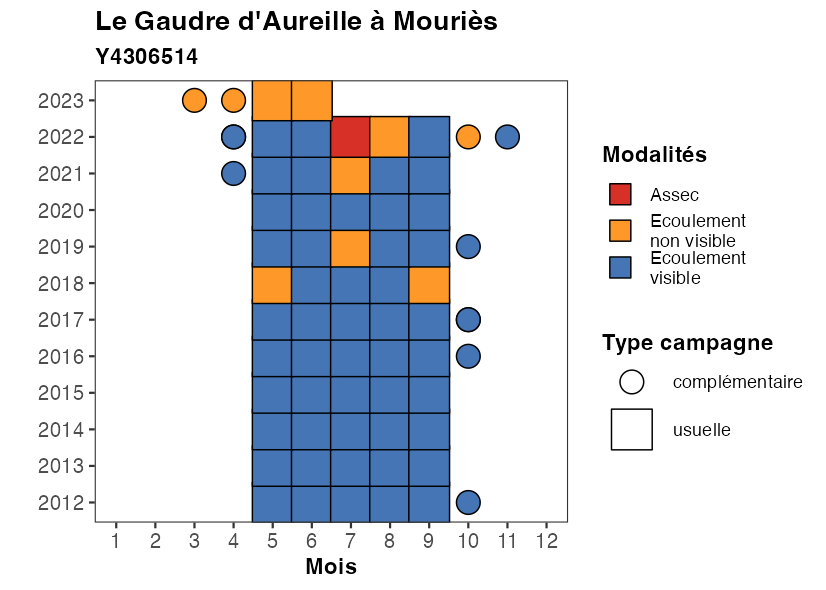 Le Gaudre d'Aureille à Mouriès
Y4306514
2023
2022
2021
2020
2019
2018
2017
2016
2015
2014
2013
2012
1 2 3 4 5 6 7 8 9 10 11 12
Mois
Modalités
Assec
Ecoulement
non visible
Ecoulement
visible
Type campagne
complémentaire
usuelle